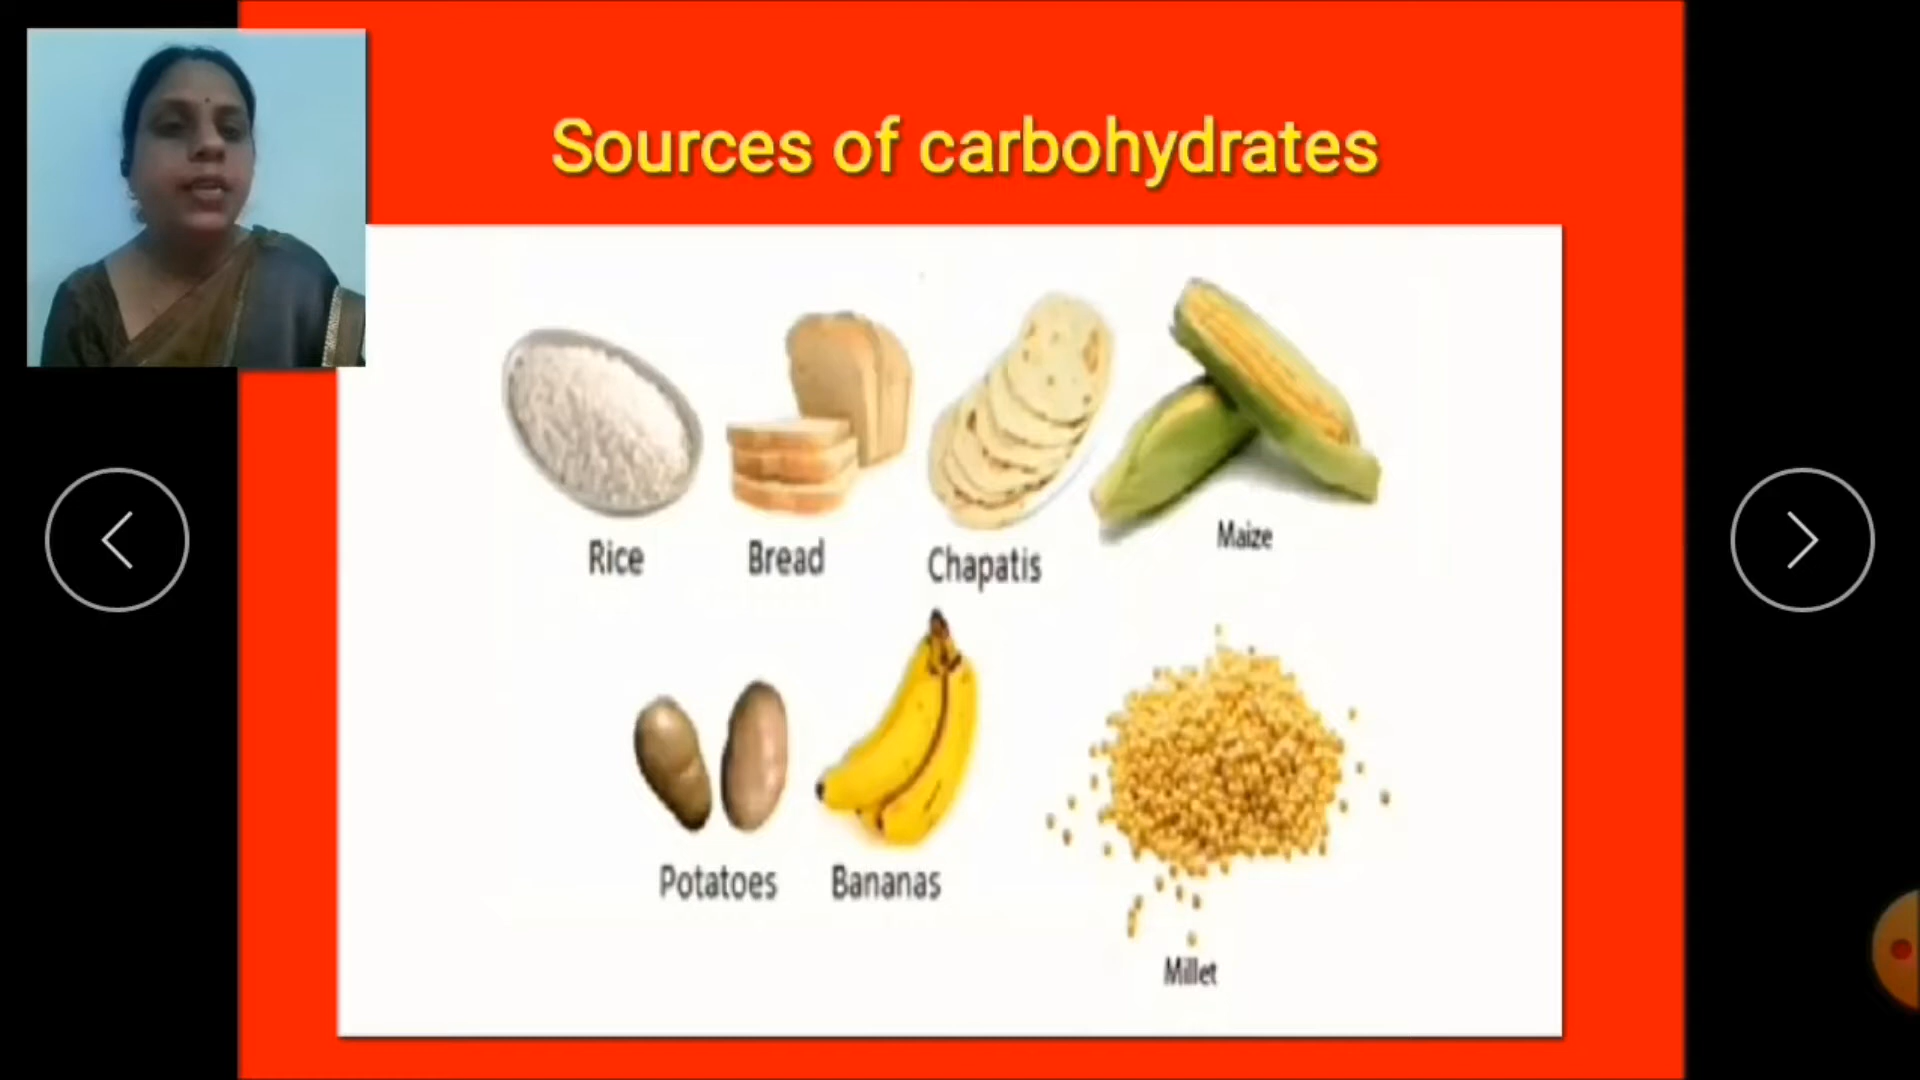 Sources of carbohydrates
Rice
Bread
Chapatis
Maize
Potatoes
Bananas
Millet